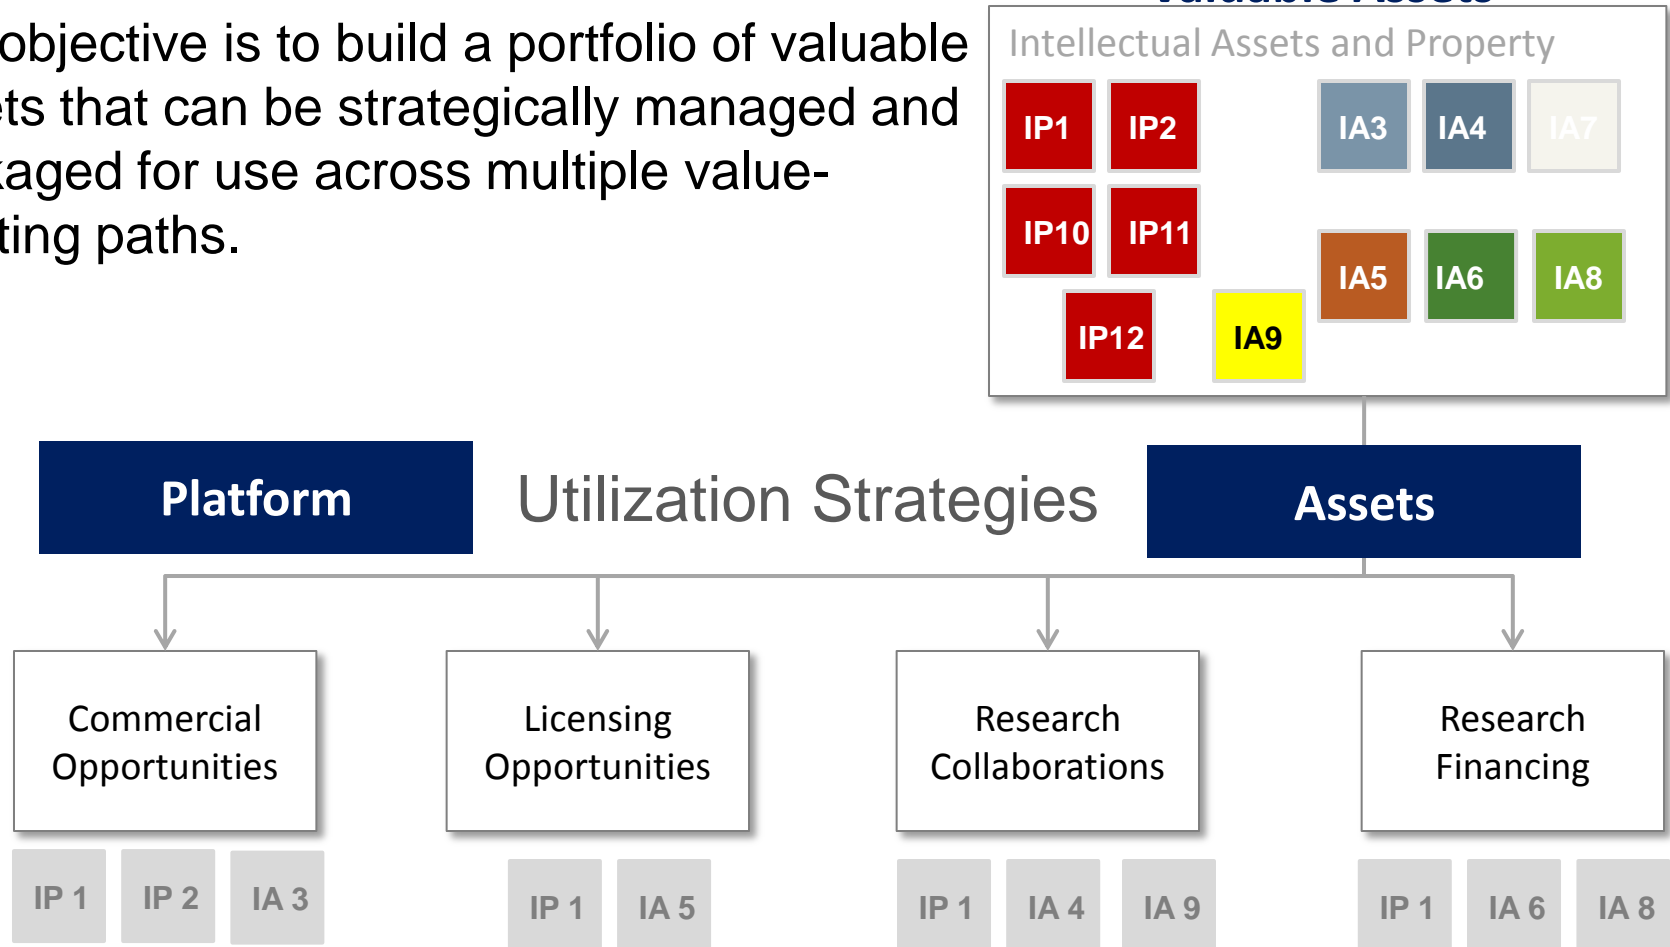 objective is to build a portfolio of valuable
that can be strategically managed and
for use across multiple value-
paths.
Assets
Intellectual Assets and Property
IP1 IP2 IA3 IA4 IA7
IP10 IP11
IA5 IA6 IA8
IP12 IA9
Platform Utilization Strategies Assets
Commercial
Opportunities
Licensing
Opportunities
Research
Collaborations
Research
Financing
IP 1 IP 2 IA 3
IP 1 IA 5
IP 1 IA 4 IA 9
IP 1 IA 6 IA 8